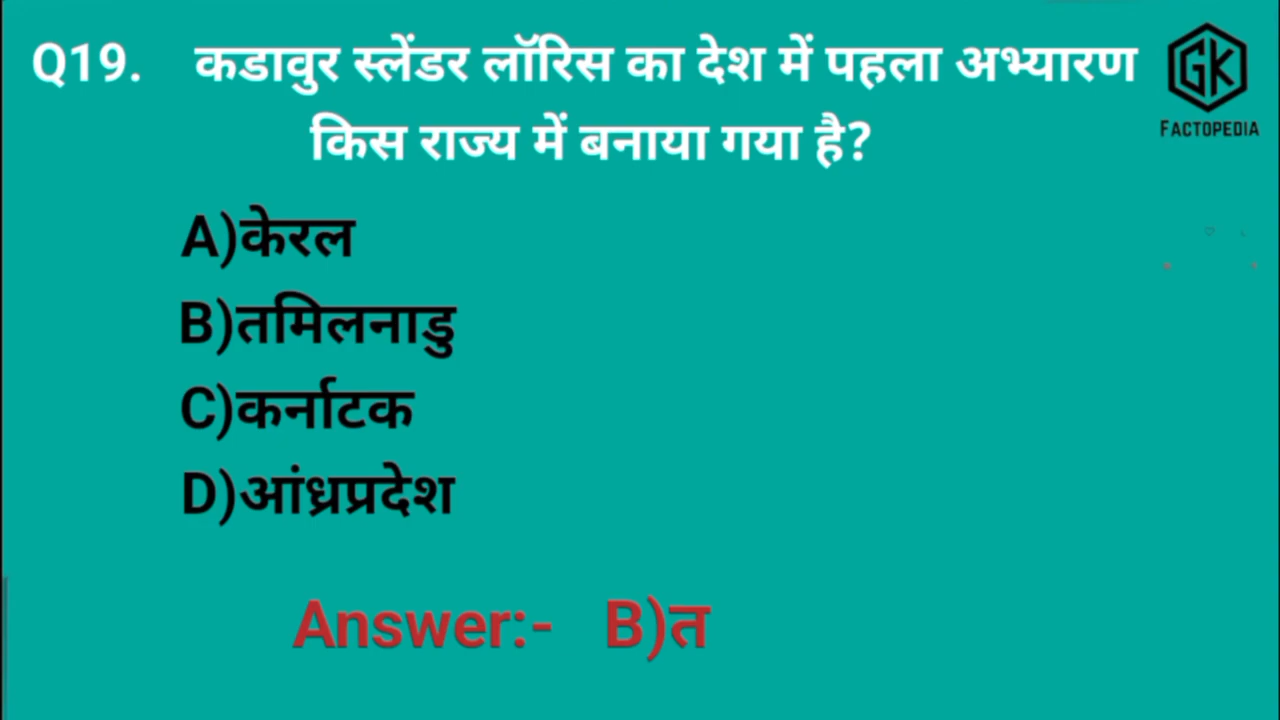 Q19. कडावुर स्लेंडर लॉरिस का देश में पहला अभ्यारण
किस राज्य में बनाया गया है?
GK
FACTOPEDIA
A)केरल
B)तमिलनाडु
C)कर्नाटक
D)आंध्रप्रदेश
Answer:- B)त